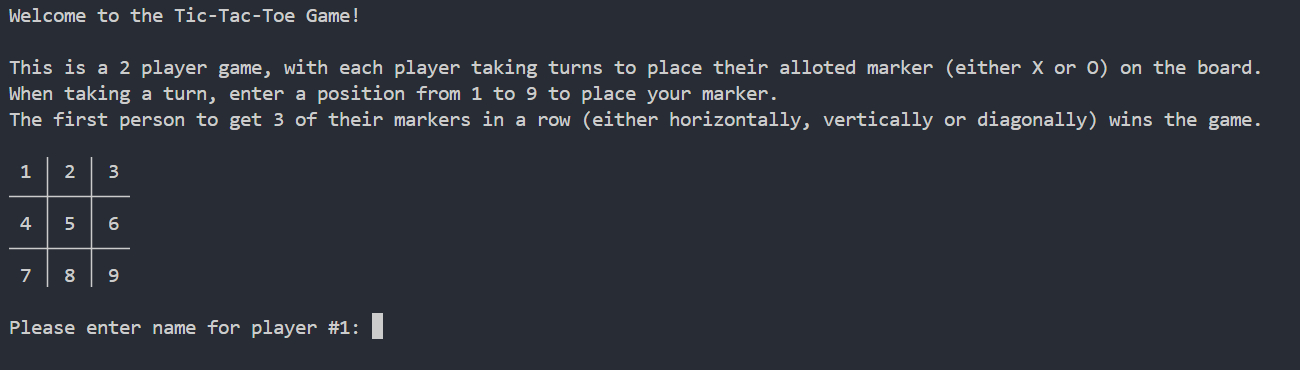 Welcome to the Tic-Tac-Toe Game!
This is a 2 player game, with each player taking turns to place their alloted marker (either X or O) on the board.
When taking a turn, enter a position from 1 to 9 to place your marker.
The first person to get 3 of their markers in a row (either horizontally, vertically or diagonally) wins the game.
1 2 3
4 5 6
7 8 9
Please enter name for player #1: